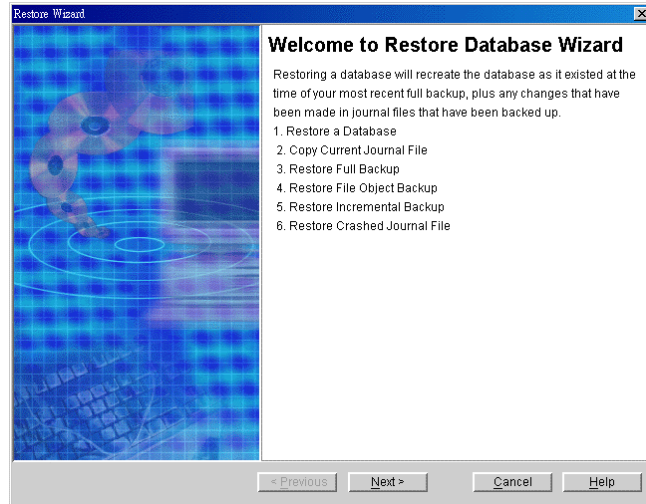 Restore Wizard
Welcome to Restore Database Wizard
Restoring a database will recreate the database as it existed at the
time of your most recent full backup, plus any changes that have
been made in journal files that have been backed up.
1. Restore a Database
2. Copy Current Journal File
3. Restore Full Backup
4. Restore File Object Backup
5. Restore Incremental Backup
6. Restore Crashed Journal File
< Previous Next > Cancel Help